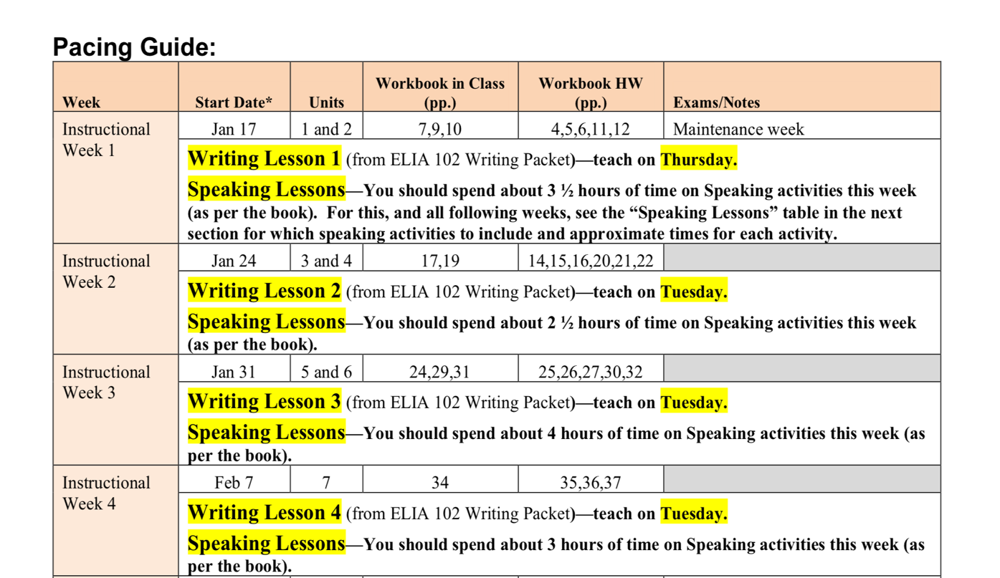 Pacing Guide:
Week Start Date* Units Workbook in Class (pp.) Workbook HW (pp.) Exams/Notes
Instructional Week 1 Jan 17 1 and 2 7,9,10 4,5,6,11,12 Maintenance week
Writing Lesson 1 (from ELIA 102 Writing Packet)—teach on Thursday.
Speaking Lessons—You should spend about 3 ½ hours of time on Speaking activities this week
(as per the book).  For this, and all following weeks, see the “Speaking Lessons” table in the next
section for which speaking activities to include and approximate times for each activity.
Instructional Week 2 Jan 24 3 and 4 17,19 14,15,16,20,21,22
Writing Lesson 2 (from ELIA 102 Writing Packet)—teach on Tuesday.
Speaking Lessons—You should spend about 2 ½ hours of time on Speaking activities this week
(as per the book).
Instructional Week 3 Jan 31 5 and 6 24,29,31 25,26,27,30,32
Writing Lesson 3 (from ELIA 102 Writing Packet)—teach on Tuesday.
Speaking Lessons—You should spend about 4 hours of time on Speaking activities this week (as
per the book).
Instructional Week 4 Feb 7 7 34 35,36,37
Writing Lesson 4 (from ELIA 102 Writing Packet)—teach on Tuesday.
Speaking Lessons—You should spend about 3 hours of time on Speaking activities this week (as
per the book).